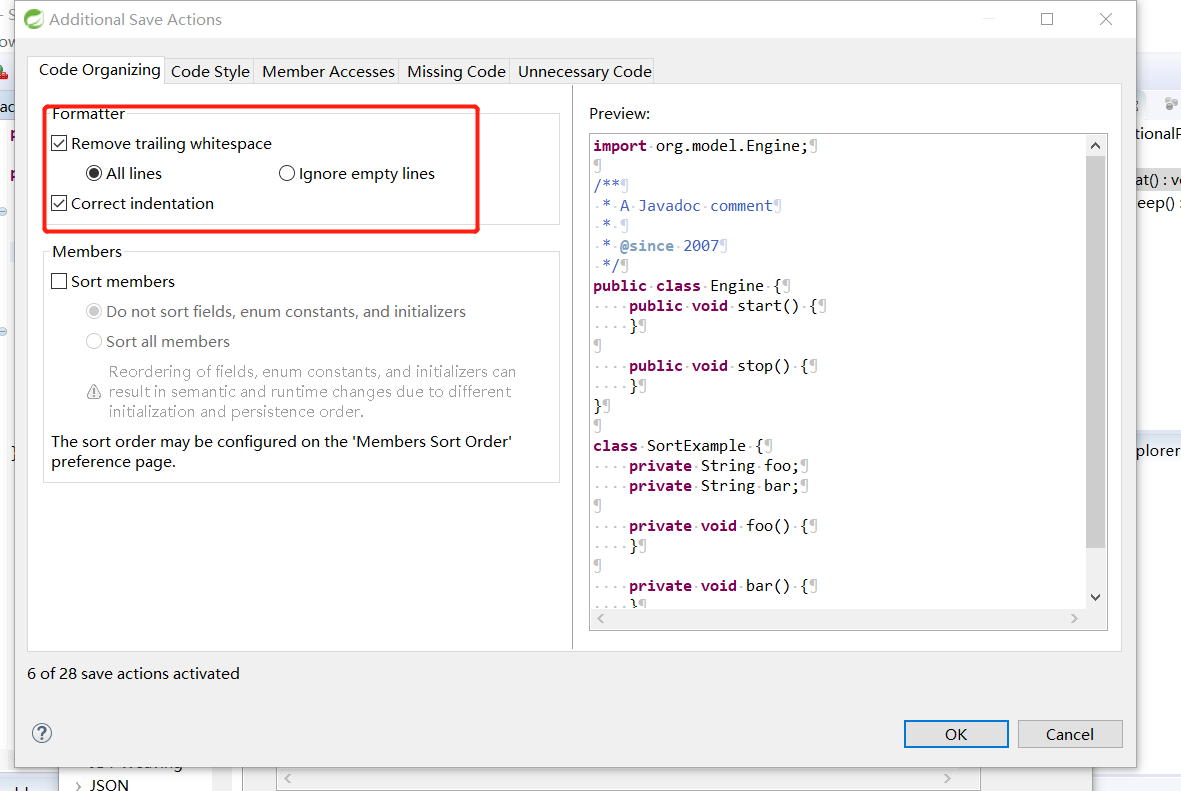 Additional Save Actions
Code Organizing
Code Style
Member Accesses
Missing Code
Unnecessary Code
Formatter
Remove trailing whitespace
All lines
Ignore empty lines
Correct indentation
Members
Sort members
Do not sort fields, enum constants, and initializers
Sort all members
Reordering of fields, enum constants, and initializers can
result in semantic and runtime changes due to different
initialization and persistence order.
The sort order may be configured on the 'Members Sort Order'
preference page.
Preview:
import·org.model.Engine;¶
¶
/**¶
·*·A·Javadoc·comment¶
·*·¶
·*·@since·2007¶
·*/¶
public·class·Engine·{¶
····public·void·start()·{¶
····}¶
¶
····public·void·stop()·{¶
····}¶
}¶
¶
class·SortExample·{¶
····private·String·foo;¶
····private·String·bar;¶
¶
····private·void·foo()·{¶
····}¶
¶
····private·void·bar()·{¶
····}¶
6 of 28 save actions activated
OK
Cancel
at() : v
eep() :
plorer
JSON